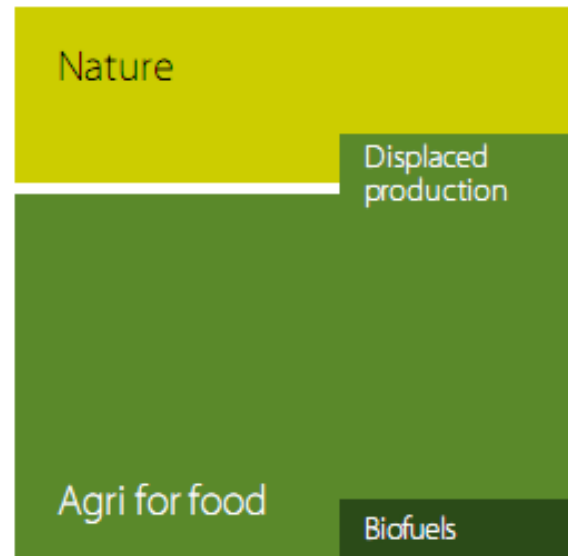 Nature
Displaced
production
Agri for food
Biofuels